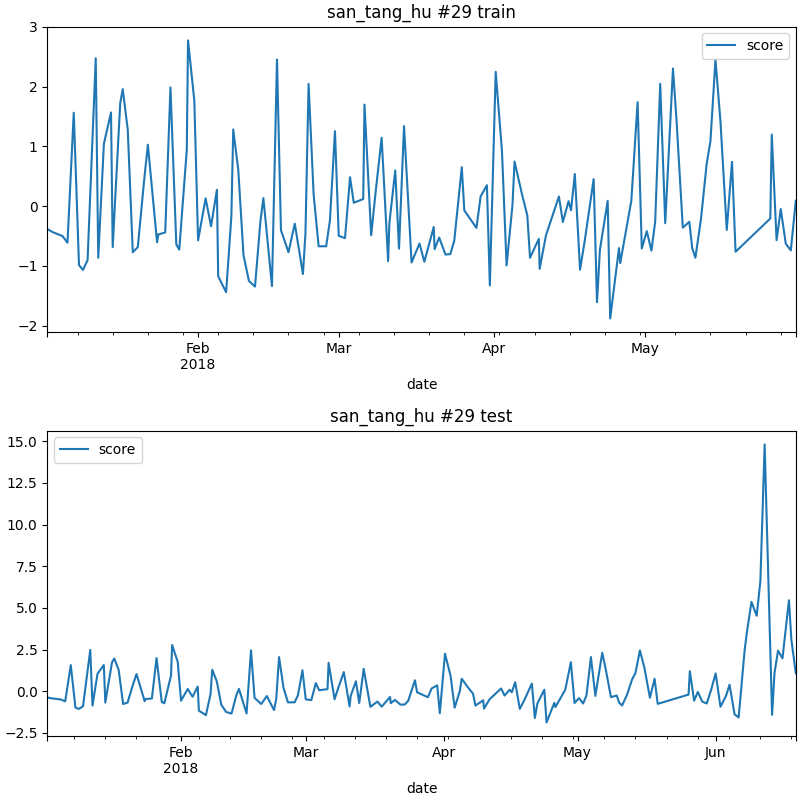 san_tang_hu #29 train
score
3
2
1
0
−1
−2
Feb
2018
Mar
Apr
May
date
san_tang_hu #29 test
score
15.0
12.5
10.0
7.5
5.0
2.5
0.0
−2.5
Feb
2018
Mar
Apr
May
Jun
date